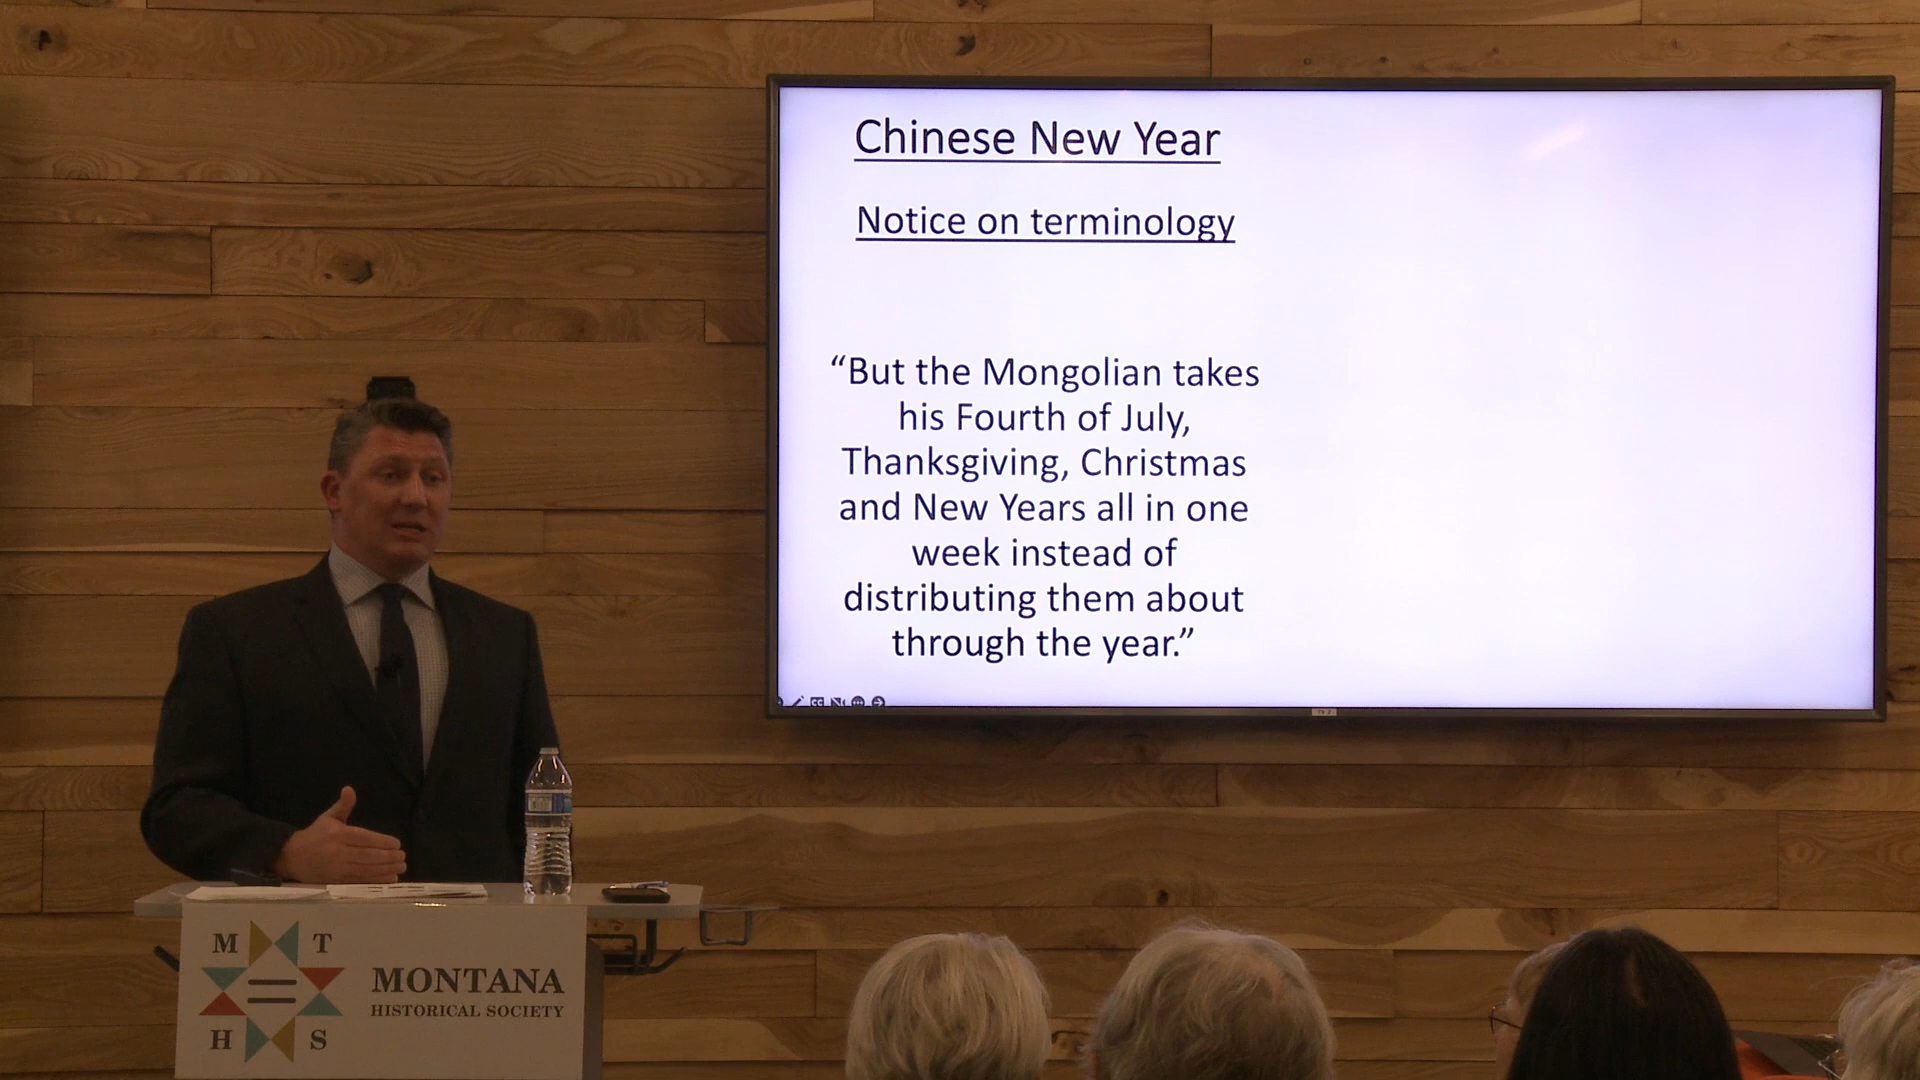 Chinese New Year
Notice on terminology
“But the Mongolian takes
his Fourth of July,
Thanksgiving, Christmas
and New Years all in one
week instead of
distributing them about
through the year.”
M T
H S
MONTANA
HISTORICAL SOCIETY